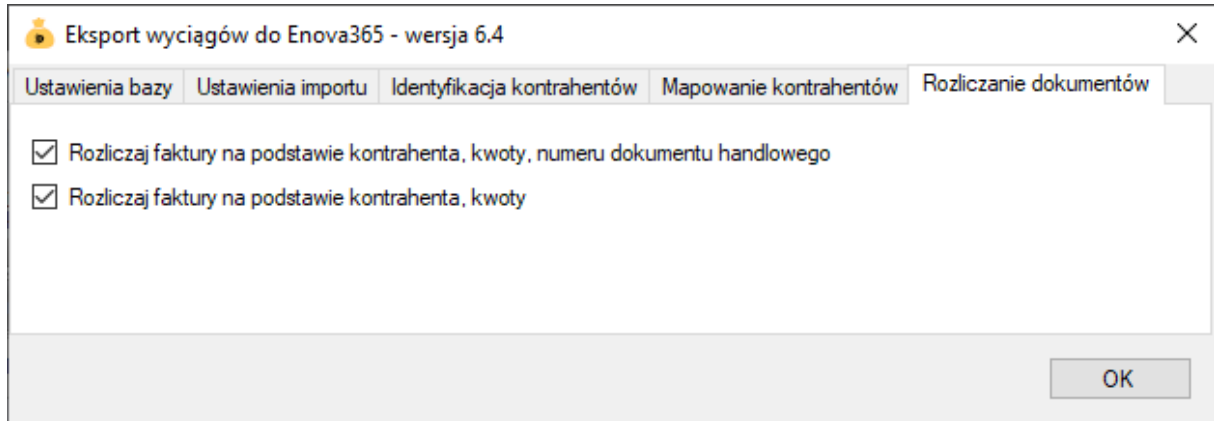 Eksport wyciągów do Enova365 - wersja 6.4
Ustawienia bazy Ustawienia importu Identyfikacja kontrahentów Mapowanie kontrahentów Rozliczanie dokumentów
Rozliczaj faktury na podstawie kontrahenta, kwoty, numeru dokumentu handlowego
Rozliczaj faktury na podstawie kontrahenta, kwoty
OK